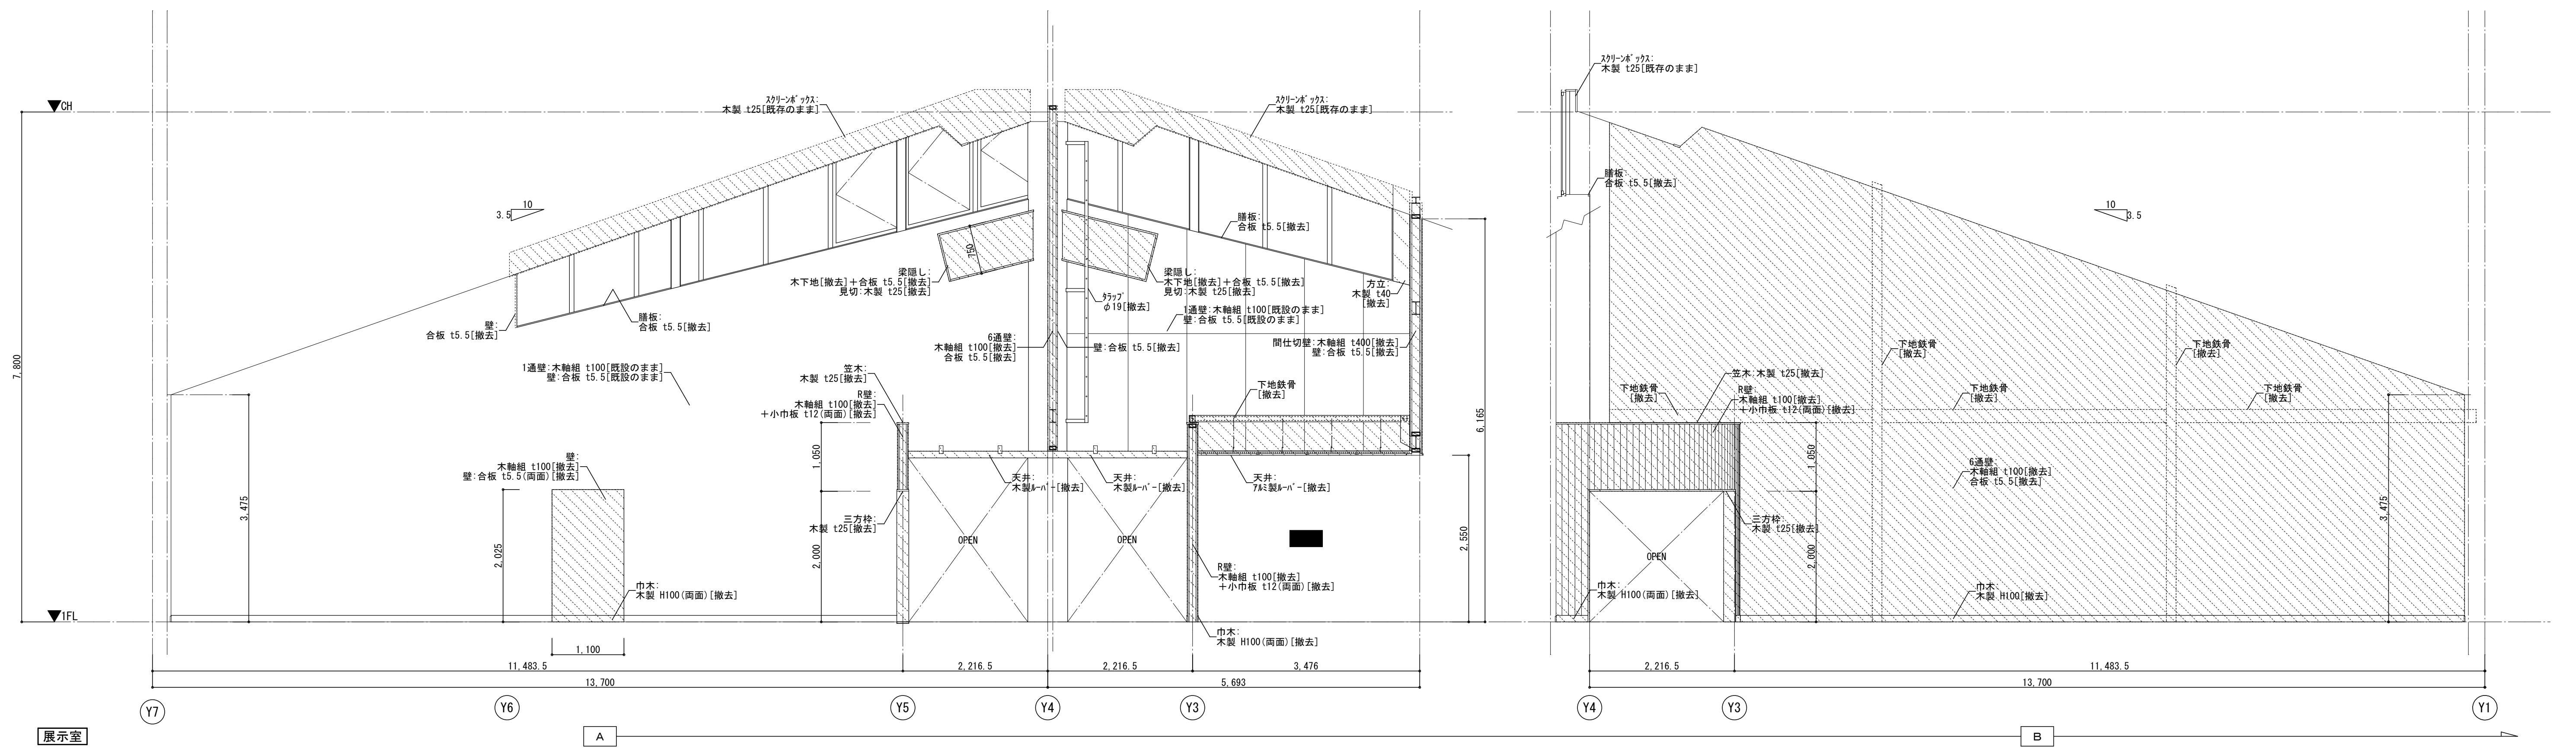 ｽｸﾘｰﾝﾎﾞｯｸｽ:
木製 t25[既存のまま]
CH
ｽｸﾘｰﾝﾎﾞｯｸｽ:
木製 t25[既存のまま]
ｽｸﾘｰﾝﾎﾞｯｸｽ:
木製 t25[既存のまま]
膳板:
合板 t5.5[撤去]
10
3.5
10
3.5
膳板:
合板 t5.5[撤去]
750
梁隠し:
木下地[撤去]＋合板 t5.5[撤去]
見切:木製 t25[撤去]
梁隠し:
木下地[撤去]＋合板 t5.5[撤去]
見切:木製 t25[撤去]
方立:
木製 t40
[撤去]
ﾀﾗｯﾌﾟ
φ19[撤去]
1通壁:木軸組 t100[既設のまま]
壁:合板 t5.5[既設のまま]
壁:
合板 t5.5[撤去]
膳板:
合板 t5.5[撤去]
6通壁:
木軸組 t100[撤去]
合板 t5.5[撤去]
壁:合板 t5.5[撤去]
間仕切壁:木軸組 t400[撤去]
壁:合板 t5.5[撤去]
下地鉄骨
[撤去]
下地鉄骨
[撤去]
7,800
1通壁:木軸組 t100[既設のまま]
壁:合板 t5.5[既設のまま]
笠木:
木製 t25[撤去]
R壁:
木軸組 t100[撤去]
＋小巾板 t12(両面)[撤去]
下地鉄骨
[撤去]
笠木:木製 t25[撤去]
R壁:
木軸組 t100[撤去]
＋小巾板 t12(両面)[撤去]
下地鉄骨
[撤去]
下地鉄骨
[撤去]
下地鉄骨
[撤去]
6,165
壁:
木軸組 t100[撤去]
壁:合板 t5.5(両面)[撤去]
1,050
天井:
木製ﾙｰﾊﾞｰ[撤去]
天井:
木製ﾙｰﾊﾞｰ[撤去]
天井:
ｱﾙﾐ製ﾙｰﾊﾞｰ[撤去]
1,050
6通壁:
木軸組 t100[撤去]
合板 t5.5[撤去]
3,475
2,025
2,000
三方枠:
木製 t25[撤去]
OPEN
OPEN
2,550
OPEN
三方枠:
木製 t25[撤去]
2,000
3,475
R壁:
木軸組 t100[撤去]
＋小巾板 t12(両面)[撤去]
巾木:
木製 H100(両面)[撤去]
巾木:
木製 H100(両面)[撤去]
巾木:
木製 H100[撤去]
1FL
巾木:
木製 H100(両面)[撤去]
1,100
11,483.5
2,216.5
2,216.5
3,476
2,216.5
11,483.5
13,700
5,693
13,700
Y7
Y6
Y5
Y4
Y3
Y4
Y3
Y1
展示室
A
B